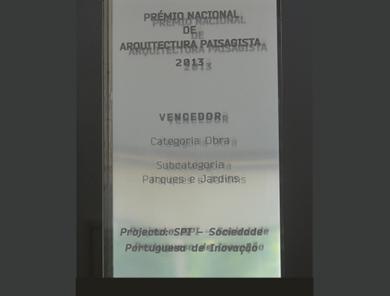 PRÉMIO NACIONAL
DE
ARQUITECTURA PAISAGISTA
2013
VENCEDOR
Categoria Obra
Subcategoria
Parques e Jardins
Projecto: SPI – Sociedade
Portuguesa de Inovação